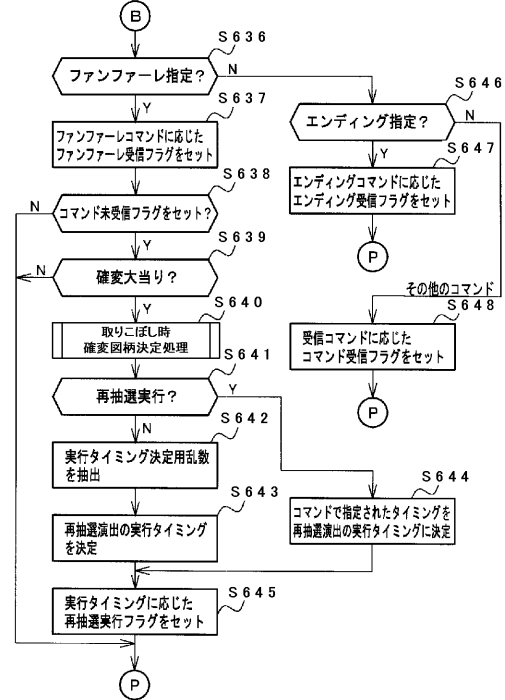 B
S636
ファンファーレ指定？
N
Y
S637
ファンファーレコマンドに応じた
ファンファーレ受信フラグをセット
S638
コマンド未受信フラグをセット？
N
Y
S639
確変大当り？
N
Y
S640
取りこぼし時
確変図柄決定処理
S641
再抽選実行？
Y
N
S642
実行タイミング決定用乱数
を抽出
S643
再抽選演出の実行タイミング
を決定
S644
コマンドで指定されたタイミングを
再抽選演出の実行タイミングに決定
S645
実行タイミングに応じた
再抽選実行フラグをセット
P
S646
エンディング指定？
N
Y
S647
エンディングコマンドに応じた
エンディング受信フラグをセット
P
その他のコマンド
S648
受信コマンドに応じた
コマンド受信フラグをセット
P